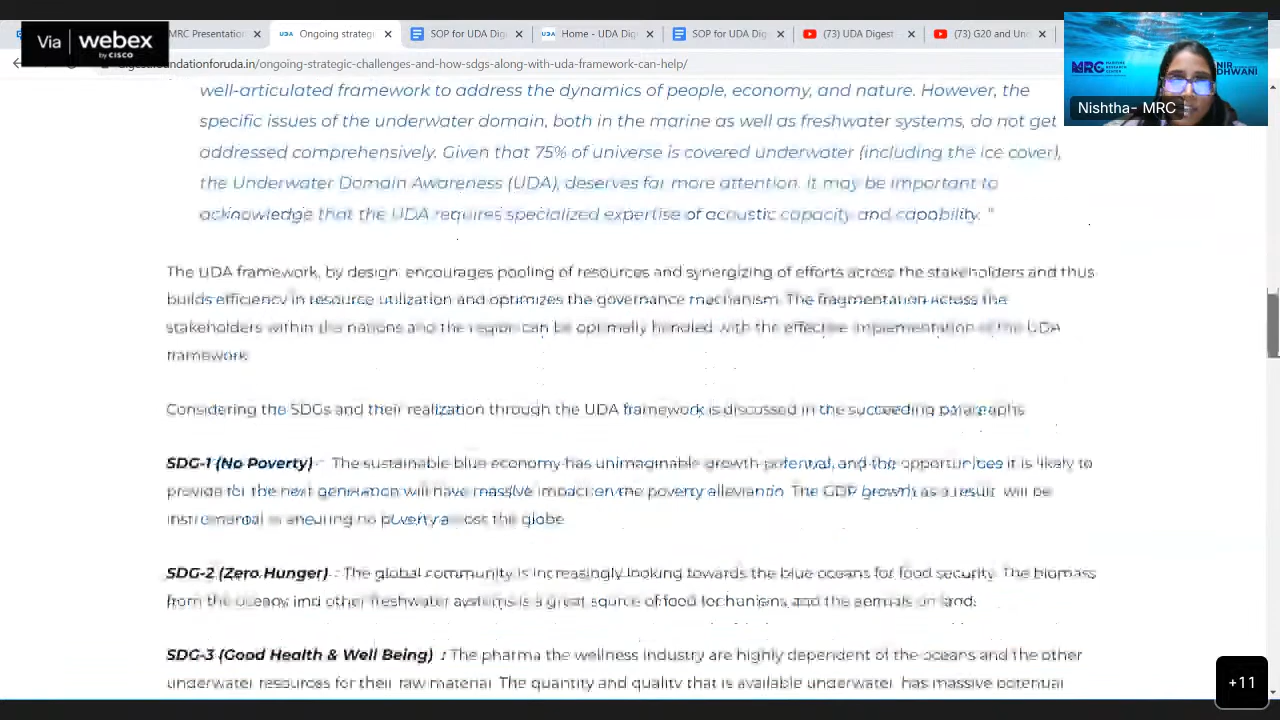 Via webex by CISCO
MRC Presentation
Ongoing strategi
SOP for UDA Dig
Home - UDA Dig
SOP for UDA Dig
(73) UDA Digest
(73) G20 and Un
foundationforuda.in/ongoing-strategic-challenges-and-how-sdgs-along-with-uda-framework-can-help/
MRC MARITIME RESEARCH CENTER
NIRDHWANI
Nishtha- MRC
well-articulated framework to address the dynamics of people, economy, and nature. However, the
specific issues of the underwater domain, both in the marine as well as freshwater systems, do not get
addressed comprehensively. Given that 75% of universe is covered underwater (including the ice cover),
the Underwater Domain Awareness (UDA), deserves far more attention. It may be important to
acknowledge that the UDA requires specialized expertise of acoustic capacity and capability. "
The UDA framework, by design, encourages pooling of resources and synergizing of efforts across the stakeholders and thus
builds efficiency in resource utilization and optimizes the governance mechanism. The fragmentation across the
stakeholders within the nations and the region can be optimally handled with the effective implementation of the UDA
framework.
Considering the SDGs and their realization through the UDA framework is discussed in the succeeding paragraphs
SDG-1 (No Poverty) - The sustainable blue economy has unimaginable growth potential, and the opportunities it is likely to
provide for the next generation will have massive impact on the poverty alleviation. The GDP growth as a result will be
instrumental in ensuring no poverty across the globe
SDG-2 (Zero Hunger) - The global community is increasingly looking towards the blue for food security. The biomass
from the and other freshwater systems is a great source of food for humans and the animals on land.
SDG-3 (Good Health & Well Being) : The pharma the wellness industry are highly dependent of the oceans and the other
underwater resources for their raw material. The quantity and quality that is available underwater has massive potential
+11